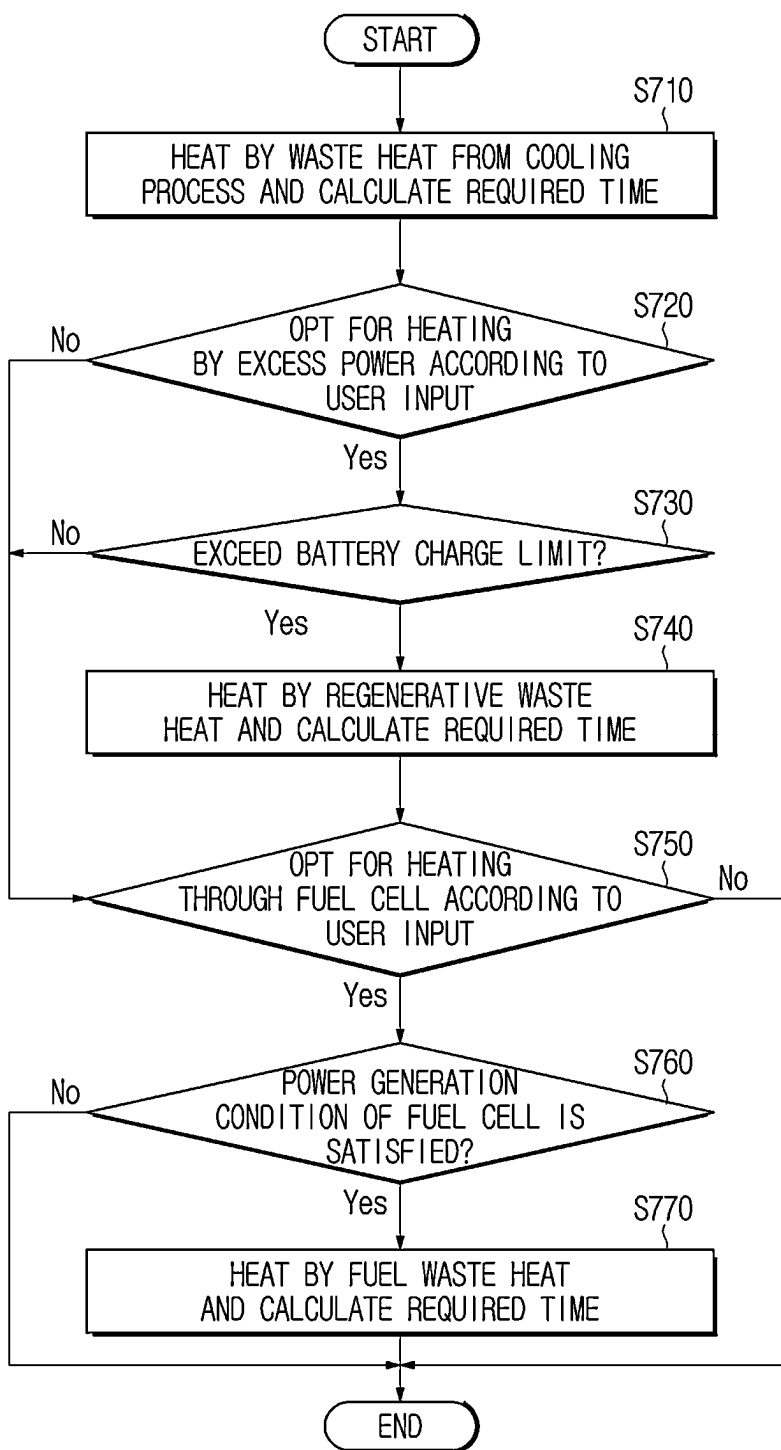 START
S710
HEAT BY WASTE HEAT FROM COOLING
PROCESS AND CALCULATE REQUIRED TIME
S720
No
OPT FOR HEATING
BY EXCESS POWER ACCORDING TO
USER INPUT
Yes
S730
No
EXCEED BATTERY CHARGE LIMIT?
Yes
S740
HEAT BY REGENERATIVE WASTE
HEAT AND CALCULATE REQUIRED TIME
S750
OPT FOR HEATING
THROUGH FUEL CELL ACCORDING TO
USER INPUT
No
Yes
S760
No
POWER GENERATION
CONDITION OF FUEL CELL IS
SATISFIED?
Yes
S770
HEAT BY FUEL WASTE HEAT
AND CALCULATE REQUIRED TIME
END